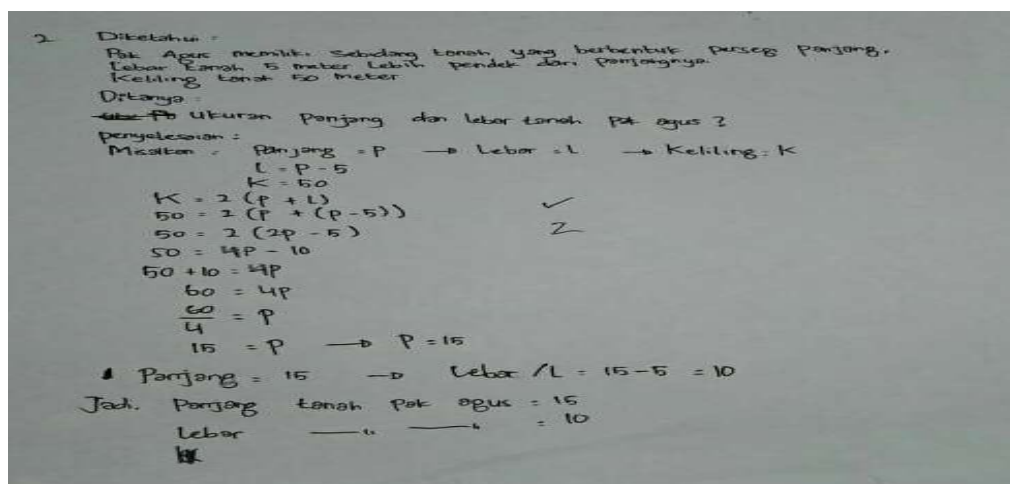 2 Diketahui :
Pak Agus memiliki sebidang tanah yang berbentuk persegi panjang.
Lebar tanah 5 meter lebih pendek dari panjangnya.
Keliling tanah 50 meter
Ditanya :
Ukuran panjang dan lebar tanah pak agus ?
Penyelesaian :
Misalkan : Panjang = P → Lebar = L → Keliling = K
L = P - 5
K = 50
K = 2 (P + L)
50 = 2 (P + (P - 5))
50 = 2 (2P - 5)
2
50 = 4P - 10
50 + 10 = 4P
60 = 4P
60/4 = P
15 = P → P = 15
Panjang = 15 → Lebar / L = 15 - 5 = 10
Jadi. Panjang tanah pak agus = 15
Lebar —"— —"— = 10